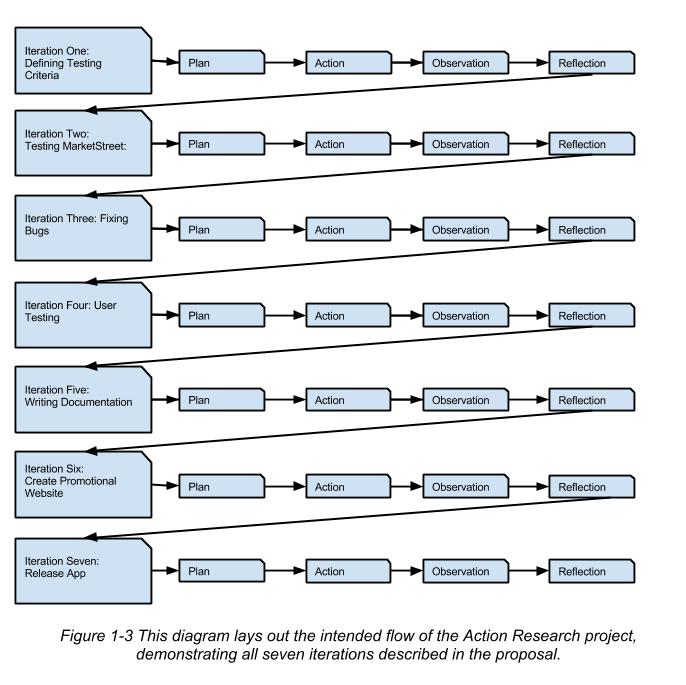 Iteration One:
Defining Testing
Criteria
Plan
Action
Observation
Reflection
Iteration Two:
Testing MarketStreet:
Plan
Action
Observation
Reflection
Iteration Three: Fixing
Bugs
Plan
Action
Observation
Reflection
Iteration Four: User
Testing
Plan
Action
Observation
Reflection
Iteration Five:
Writing Documentation
Plan
Action
Observation
Reflection
Iteration Six:
Create Promotional
Website
Plan
Action
Observation
Reflection
Iteration Seven:
Release App
Plan
Action
Observation
Reflection
Figure 1-3 This diagram lays out the intended flow of the Action Research project,
demonstrating all seven iterations described in the proposal.